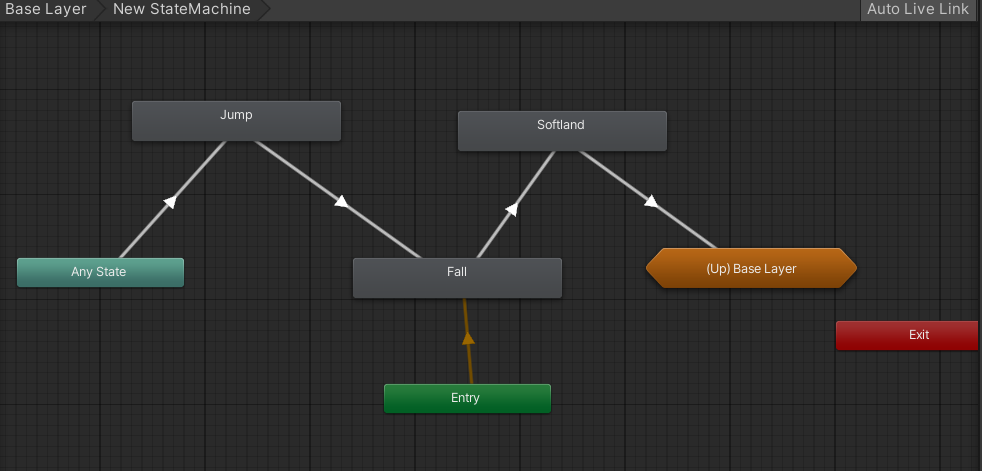 Base Layer
New StateMachine
Auto Live Link
Jump
Softland
Any State
Fall
(Up) Base Layer
Exit
Entry